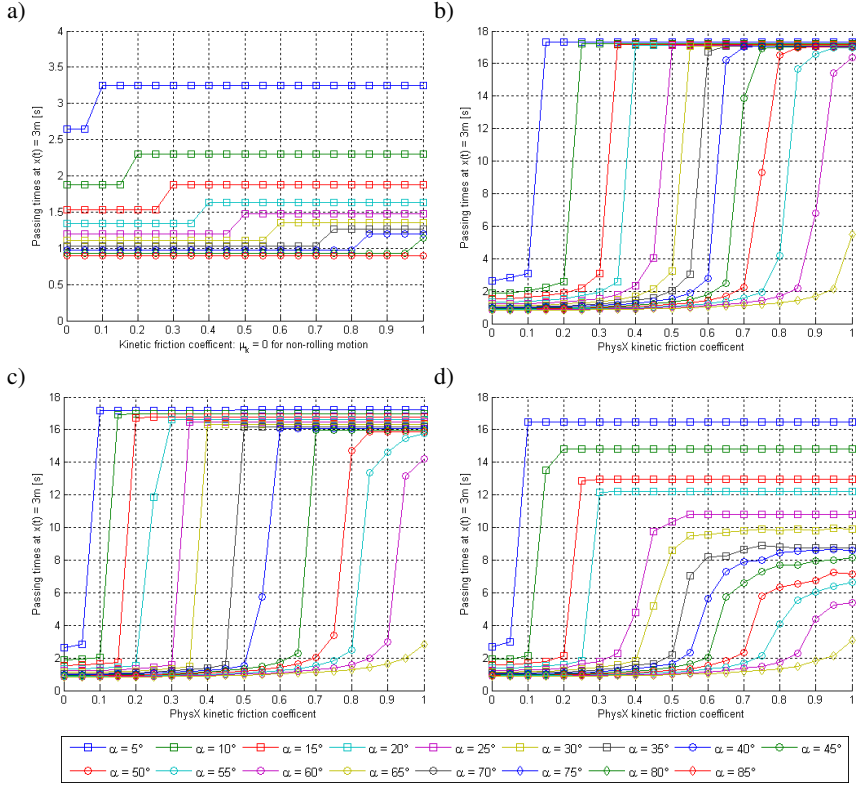 a)
4
3.5
3
2.5
2
1.5
1
0.5
0
0 0.1 0.2 0.3 0.4 0.5 0.6 0.7 0.8 0.9 1
Passing times at x(t) = 3m [s]
Kinetic friction coefficent: μk = 0 for non-rolling motion
b)
18
16
14
12
10
8
6
4
2
0
0 0.1 0.2 0.3 0.4 0.5 0.6 0.7 0.8 0.9 1
Passing times at x(t) = 3m [s]
PhysX kinetic friction coefficent
c)
18
16
14
12
10
8
6
4
2
0
0 0.1 0.2 0.3 0.4 0.5 0.6 0.7 0.8 0.9 1
Passing times at x(t) = 3m [s]
PhysX kinetic friction coefficent
d)
18
16
14
12
10
8
6
4
2
0
0 0.1 0.2 0.3 0.4 0.5 0.6 0.7 0.8 0.9 1
Passing times at x(t) = 3m [s]
PhysX kinetic friction coefficent
α = 5° α = 10° α = 15° α = 20° α = 25° α = 30° α = 35° α = 40° α = 45°
α = 50° α = 55° α = 60° α = 65° α = 70° α = 75° α = 80° α = 85°